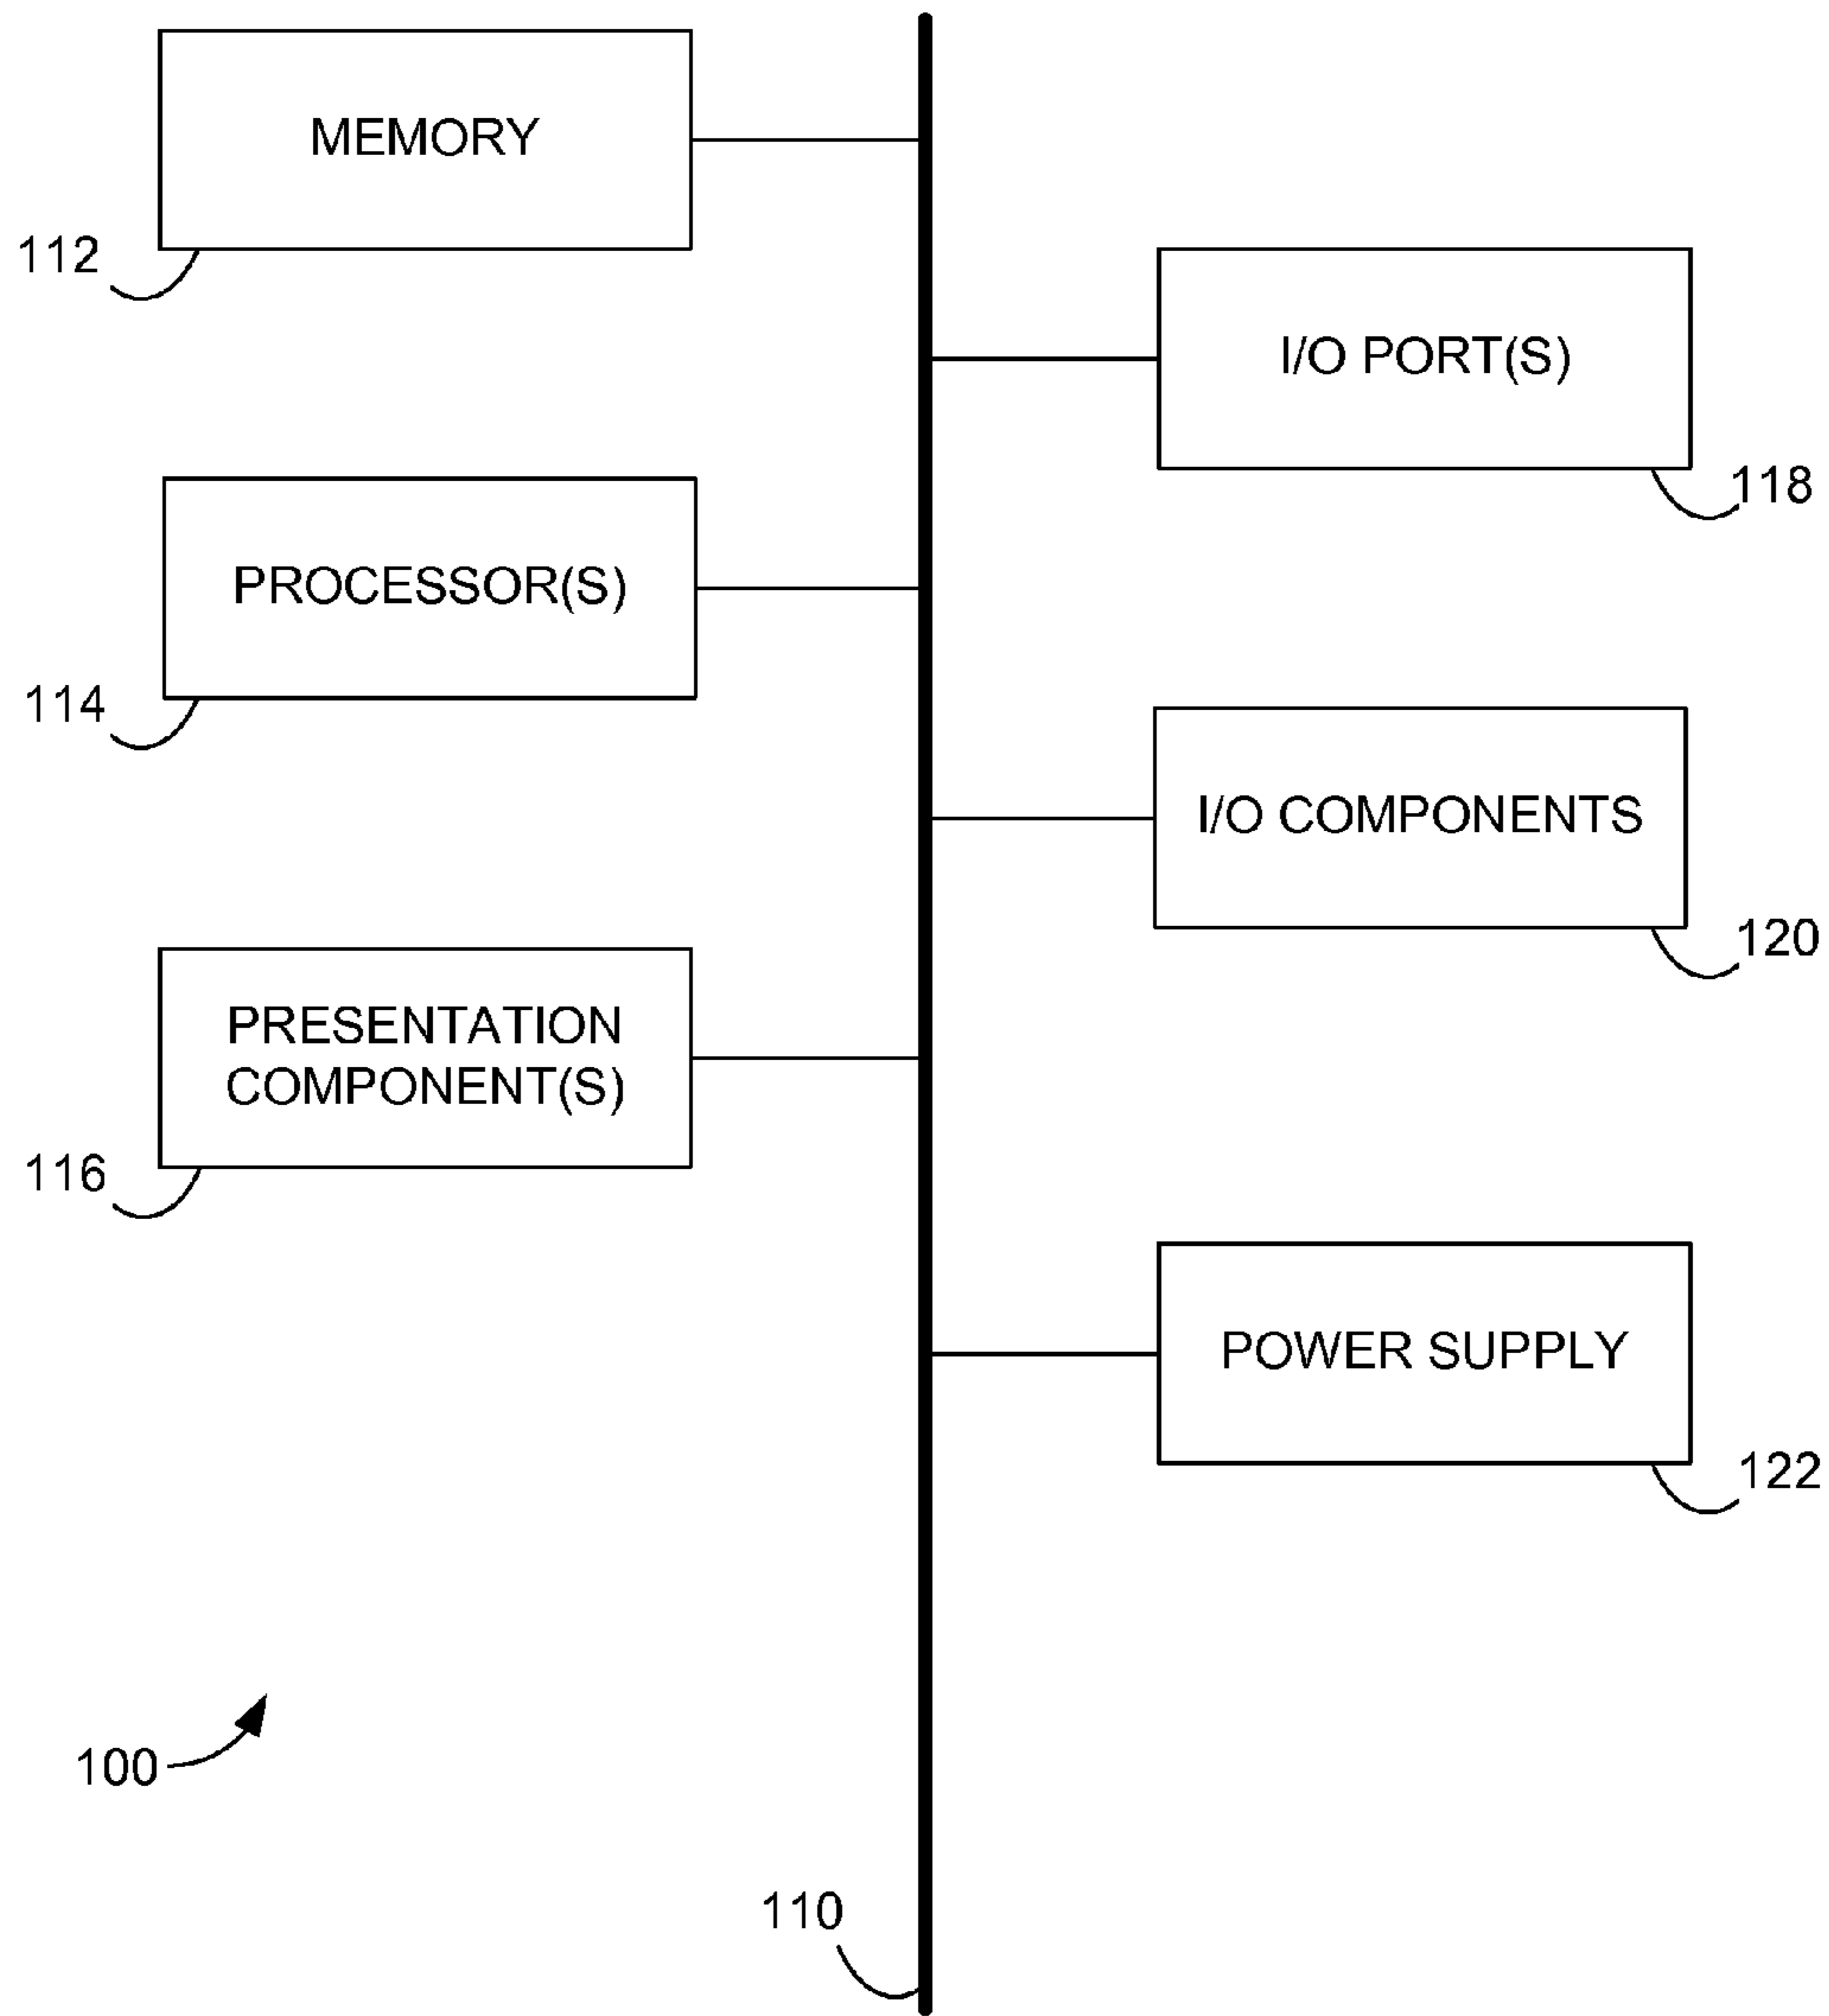 MEMORY
112
I/O PORT(S)
118
PROCESSOR(S)
114
I/O COMPONENTS
120
PRESENTATION
COMPONENT(S)
116
POWER SUPPLY
122
100
110